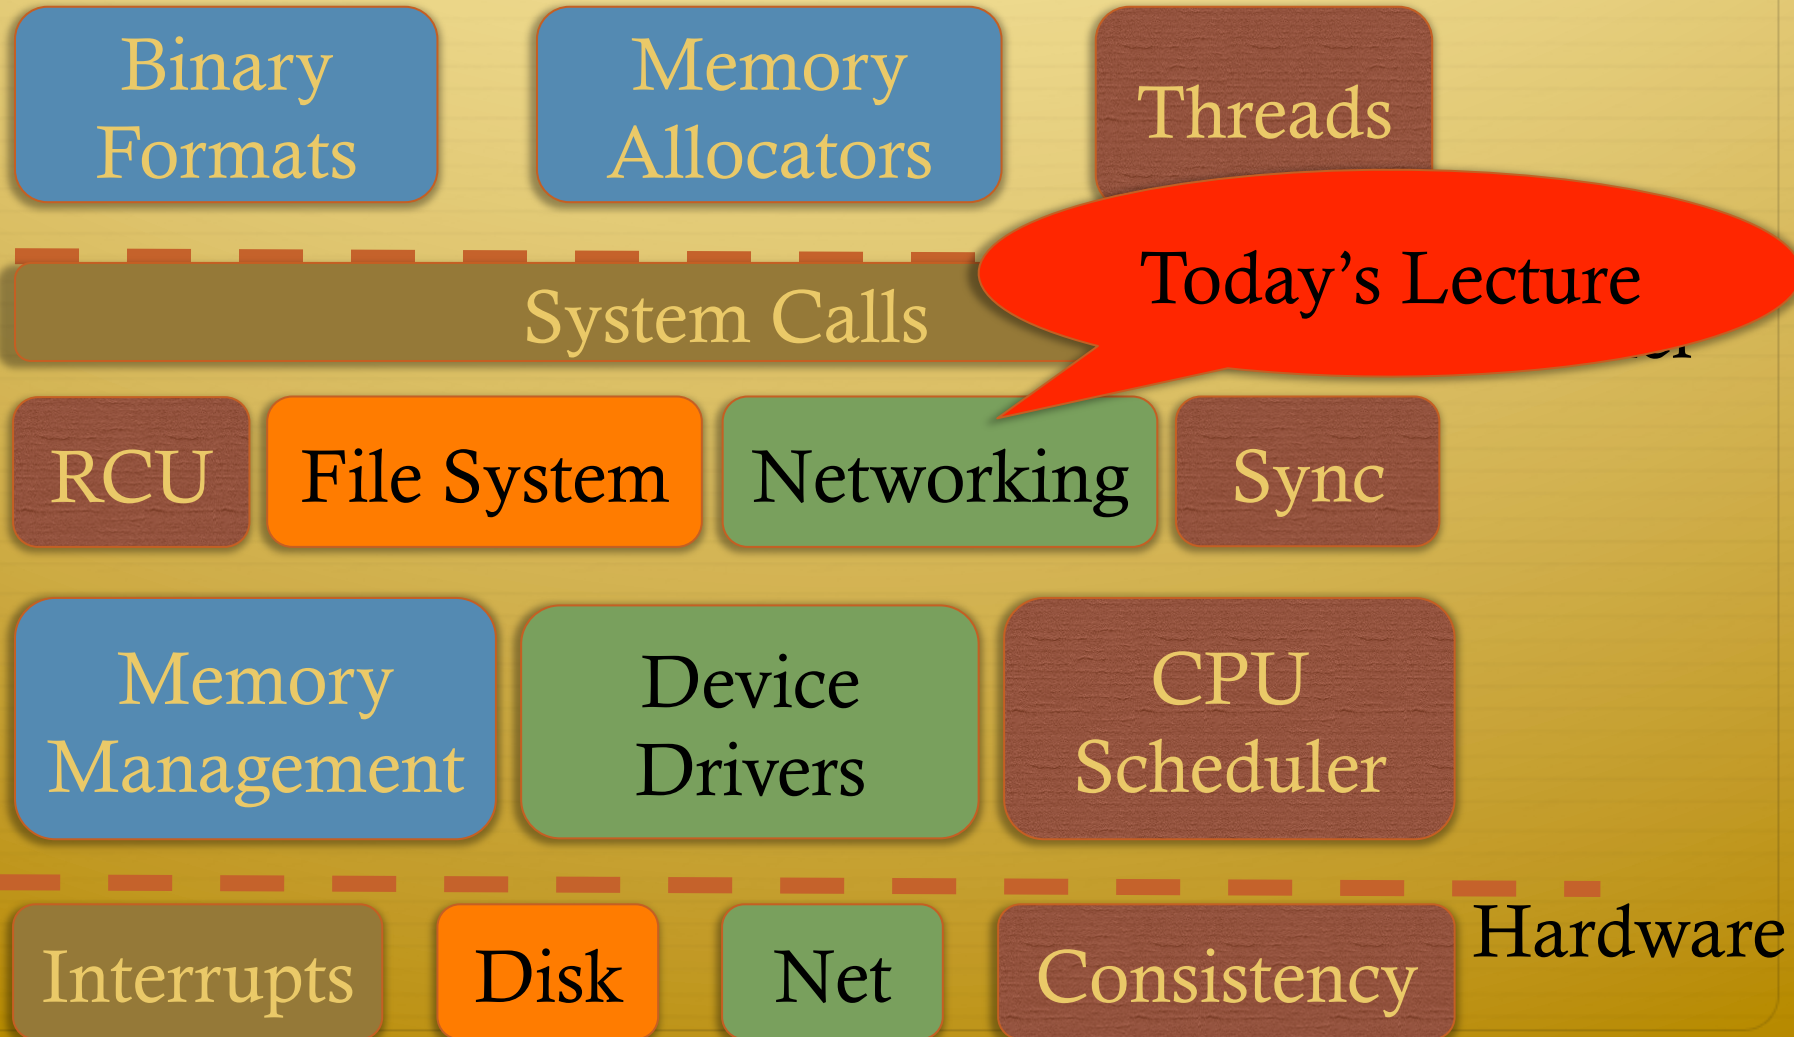 Binary
Formats
Memory
Allocators
Threads
Today's Lecture
System Calls
RCU
File System
Networking
Sync
Memory
Management
Device
Drivers
CPU
Scheduler
Hardware
Interrupts
Disk
Net
Consistency